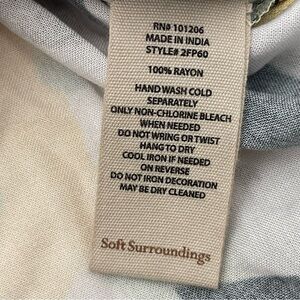 RN# 101206
MADE IN INDIA
STYLE# 2FP60
100% RAYON
HAND WASH COLD
SEPARATELY
ONLY NON-CHLORINE BLEACH
WHEN NEEDED
DO NOT WRING OR TWIST
HANG TO DRY
COOL IRON IF NEEDED
ON REVERSE
DO NOT IRON DECORATION
MAY BE DRY CLEANED
Soft Surroundings